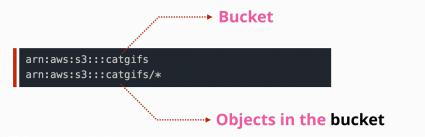 Bucket
arn:aws:s3:::catgifs
arn:aws:s3:::catgifs/*
Objects in the bucket